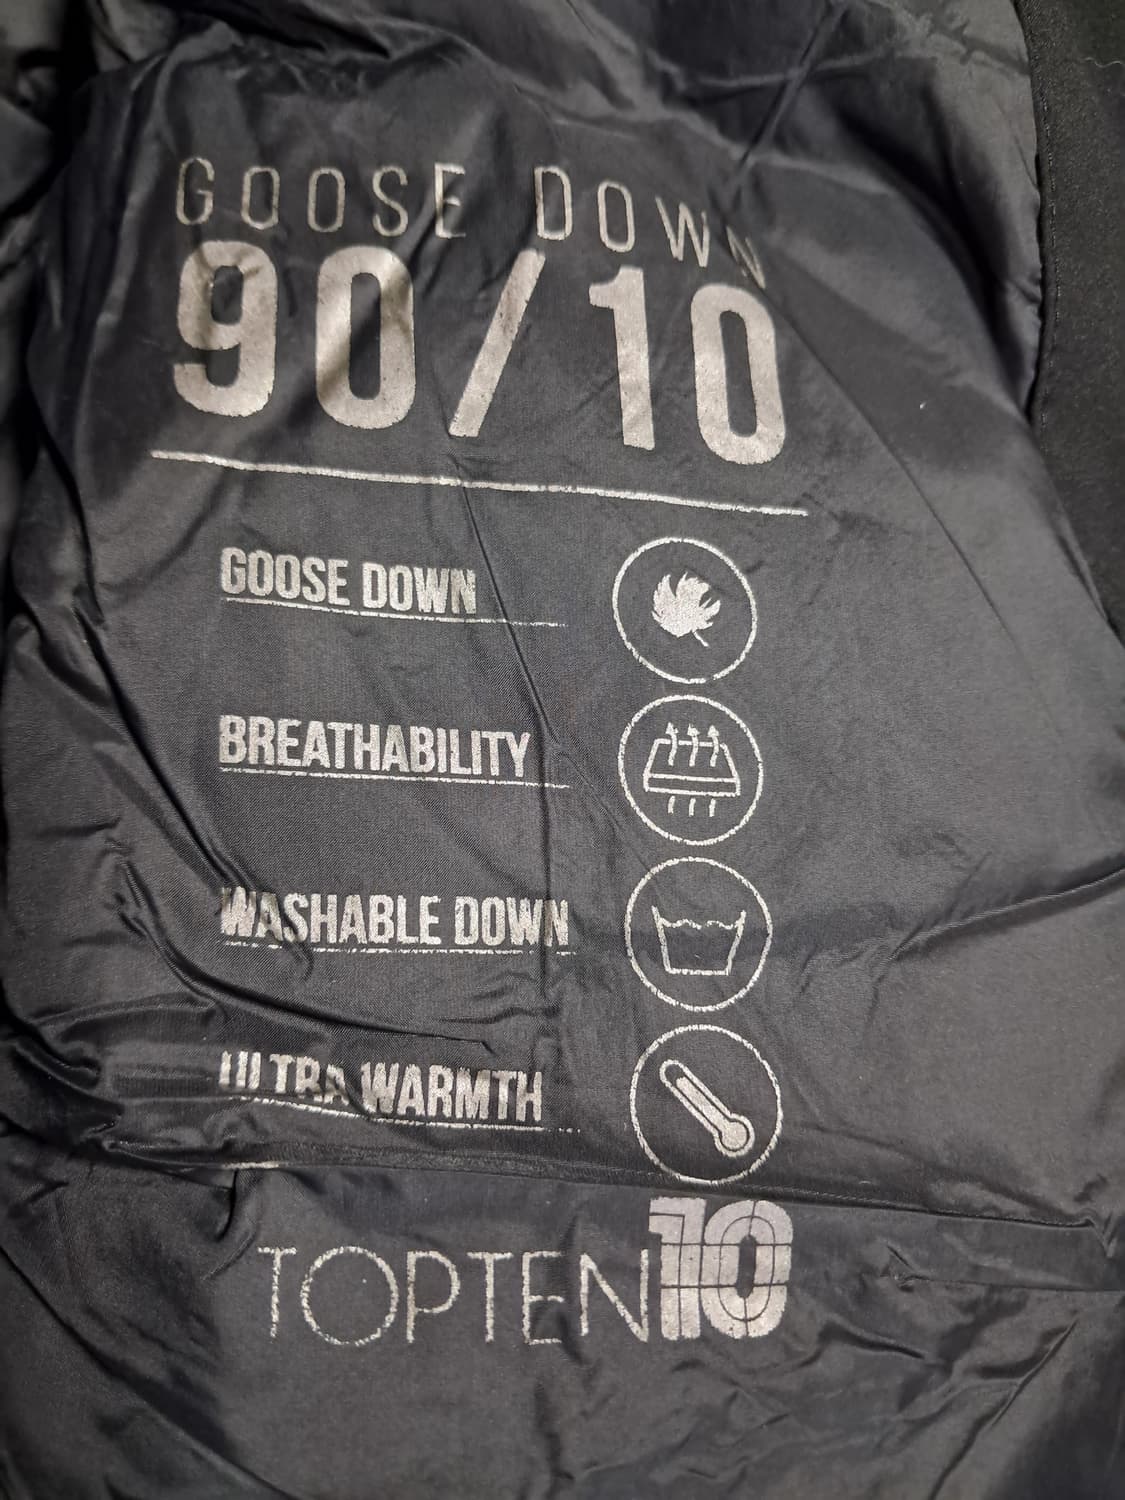 GOOSE DOWN
90/10
GOOSE DOWN
BREATHABILITY
WASHABLE DOWN
ULTRA WARMTH
TOPTEN10